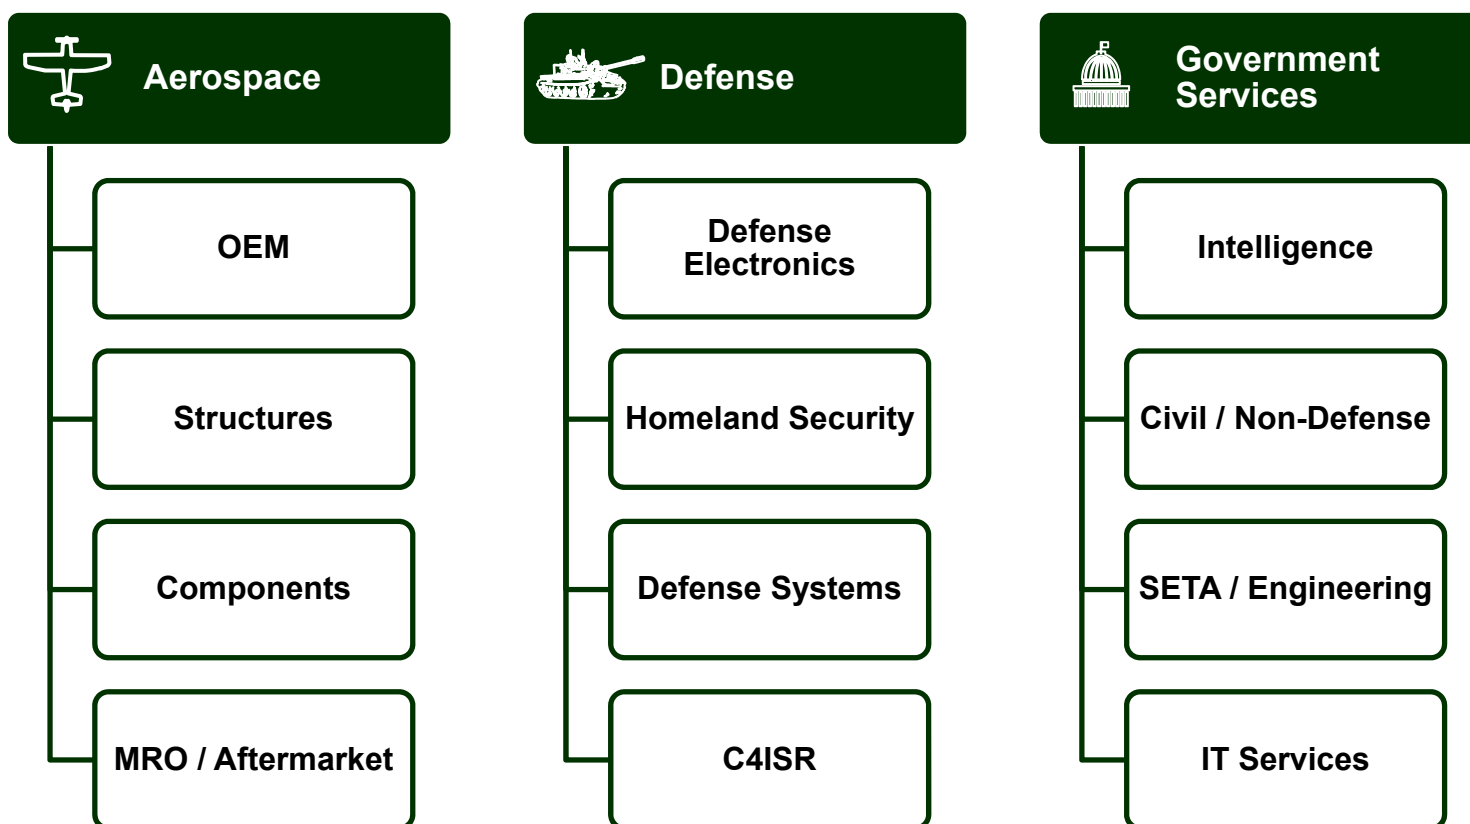 Aerospace
OEM
Structures
Components
MRO / Aftermarket
Defense
Defense
Electronics
Homeland Security
Defense Systems
C4ISR
Government
Services
Intelligence
Civil / Non-Defense
SETA / Engineering
IT Services